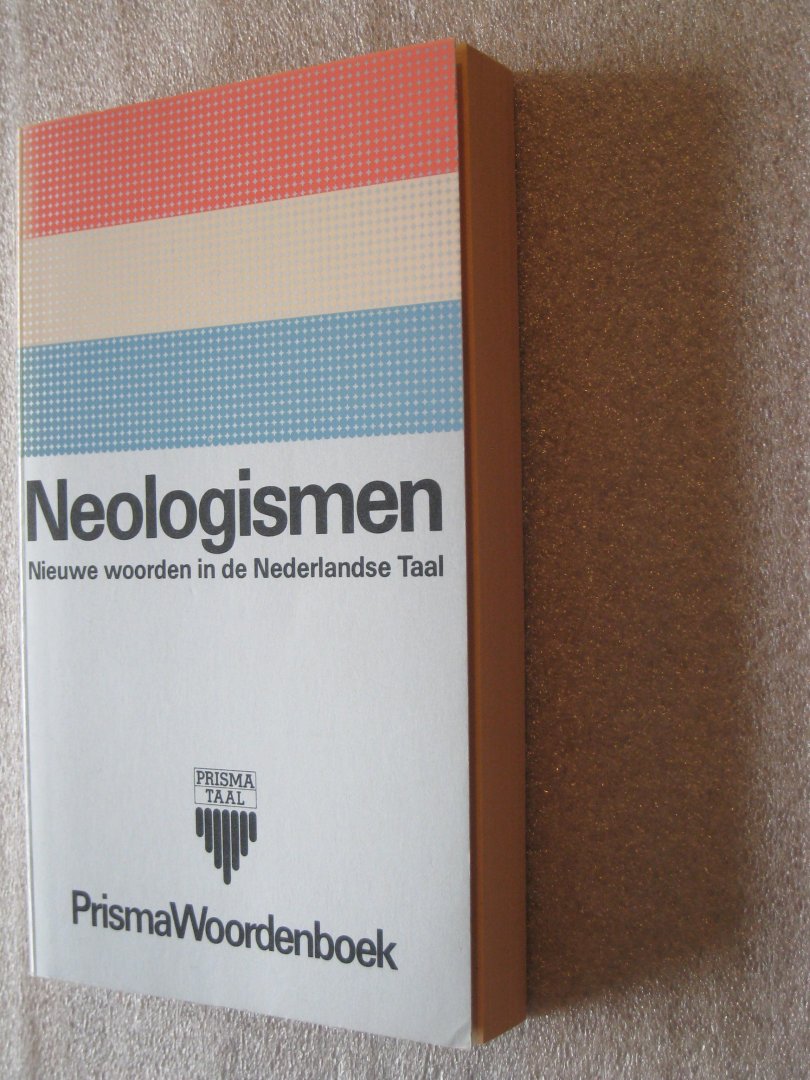 Neologismen
Nieuwe woorden in de Nederlandse Taal
PRISMA
TAAL
PrismaWoordenboek